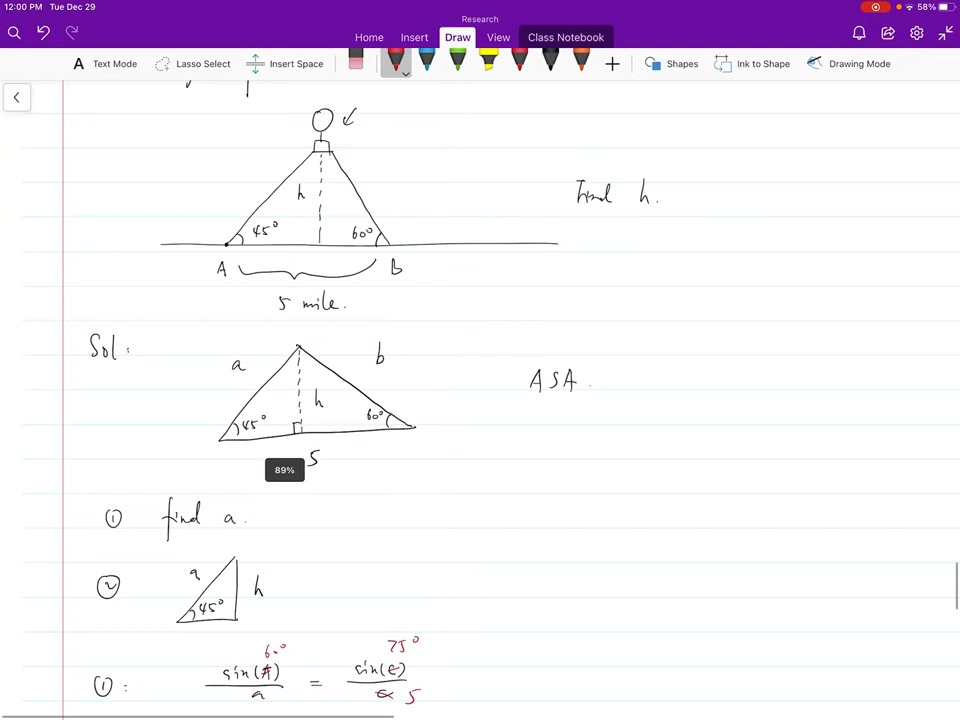 12:00 PM Tue Dec 29
58%
Research
Home Insert Draw View Class Notebook
A Text Mode Lasso Select Insert Space Shapes Ink to Shape Drawing Mode
h
45° 60°
Find h.
A B
5 mile.
Sol:
a b
h
45° 60°
ASA.
5
89%
① find a.
② a h
45°
60° 75°
①: sin(A)/a = sin(C)/c 5